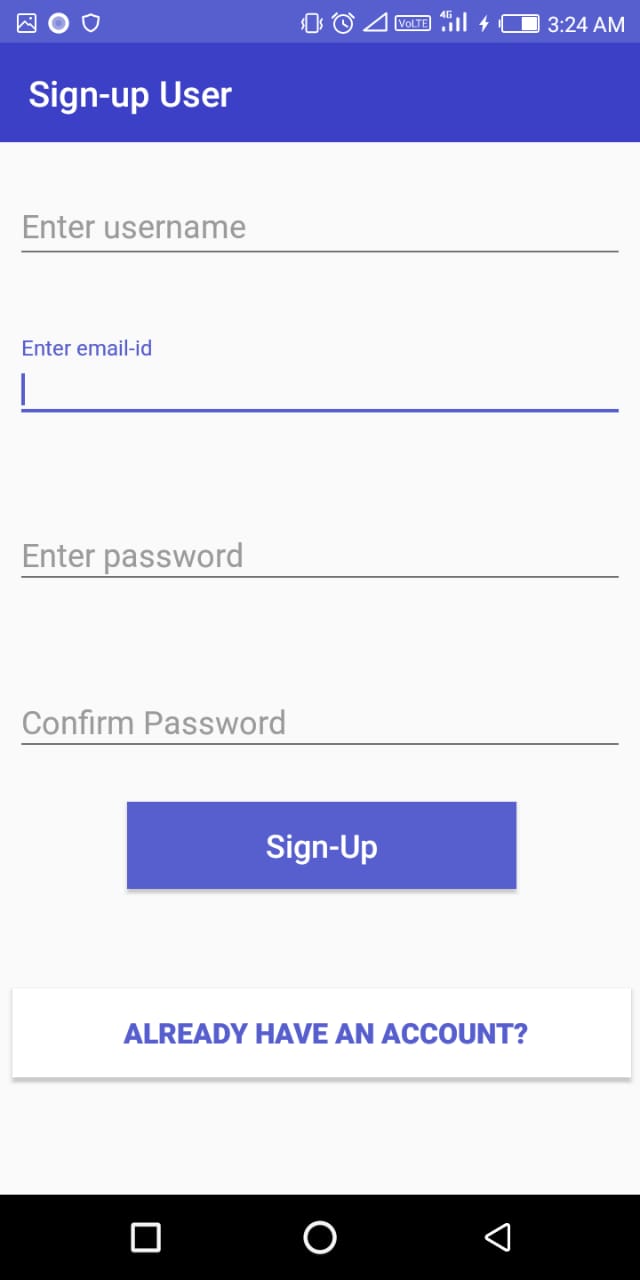 VoLTE 4G 3:24 AM
Sign-up User
Enter username
Enter email-id
Enter password
Confirm Password
Sign-Up
ALREADY HAVE AN ACCOUNT?